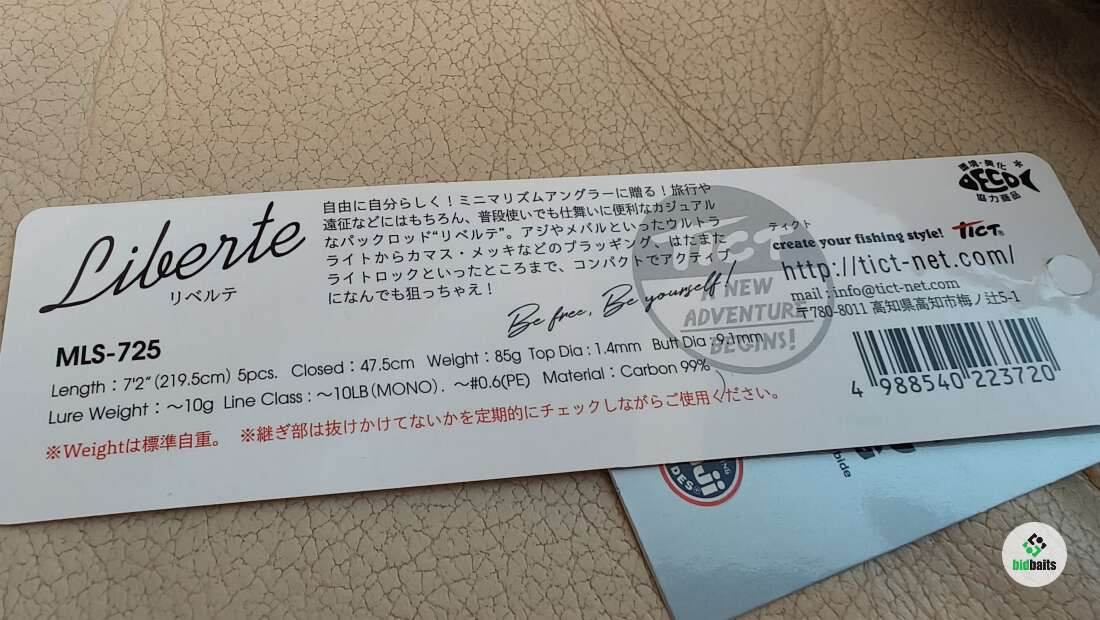 Liberte
リベルテ
自由に自分らしく！ミニマリズムアングラーに贈る！旅行や
遠征などにはもちろん、普段使いでも仕舞いに便利なカジュアル
なパックロッド“リベルテ”。アジやメバルといったウルトラ
ライトからカマス・メッキなどのプラッギング、はたまた
ライトロックといったところまで、コンパクトでアクティブ
になんでも狙っちゃえ！
Be free, Be yourself!
TICT
A NEW
ADVENTURE
BEGINS!
環境・美化
ECO
協力商品
ティクト
create your fishing style! TICT®
http://tict-net.com/
mail：info@tict-net.com
〒780-8011 高知県高知市梅ノ辻5-1
4 988540 223720
MLS-725
Length：7'2"(219.5cm) 5pcs. Closed：47.5cm Weight：85g Top Dia：1.4mm Butt Dia：9.1mm
Lure Weight：〜10g Line Class：〜10LB(MONO). 〜#0.6(PE) Material：Carbon 99%
※Weightは標準自重。 ※継ぎ部は抜けかけてないかを定期的にチェックしながらご使用ください。
uji
DES
bide
bidbaits